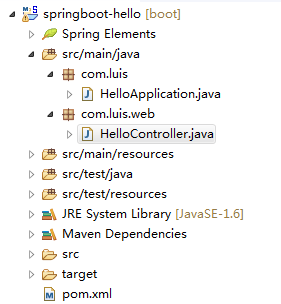 springboot-hello [boot]
Spring Elements
src/main/java
com.luis
HelloApplication.java
com.luis.web
HelloController.java
src/main/resources
src/test/java
src/test/resources
JRE System Library [JavaSE-1.6]
Maven Dependencies
src
target
pom.xml